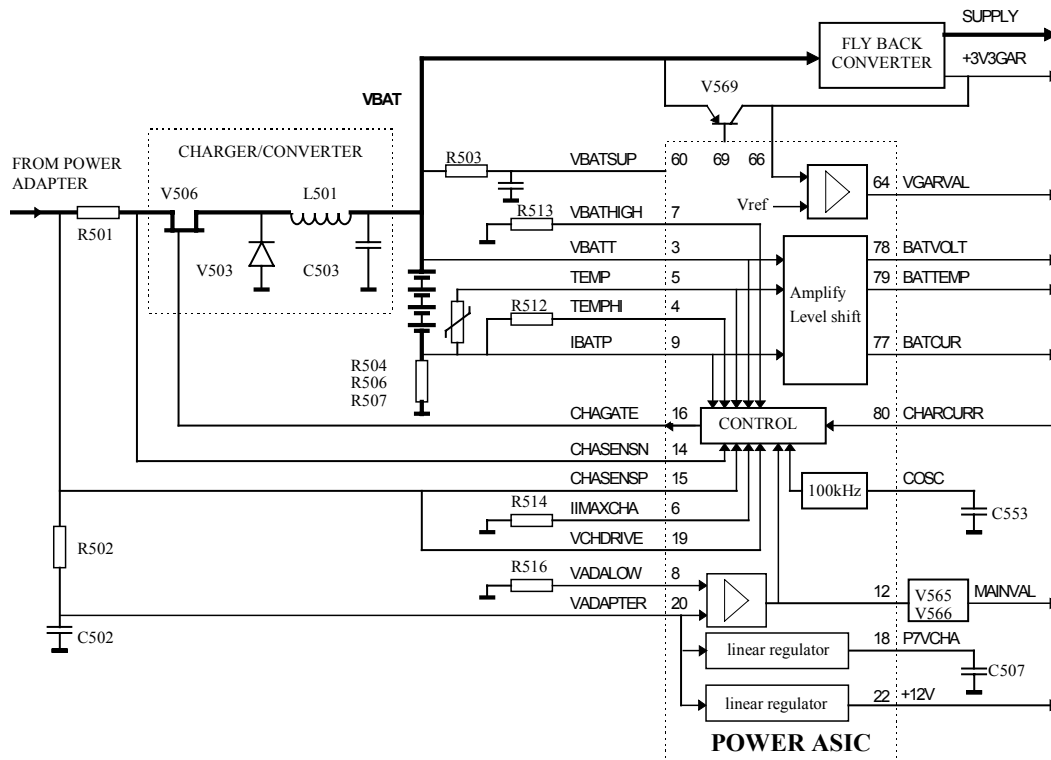 SUPPLY
FLY BACK
CONVERTER
+3V3GAR
V569
VBAT
CHARGER/CONVERTER
FROM POWER
ADAPTER
V506
L501
R501
V503
C503
R503
VBATSUP
60
69
66
64
VGARVAL
Vref
R513
VBATHIGH
7
VBATT
3
78
BATVOLT
TEMP
5
79
BATTEMP
Amplify
Level shift
R512
TEMPHI
4
IBATP
9
77
BATCUR
R504
R506
R507
CHAGATE
16
CONTROL
80
CHARCURR
CHASENSN
14
CHASENSP
15
100kHz
COSC
R514
IIMAXCHA
6
C553
R502
VCHDRIVE
19
R516
VADALOW
8
12
V565
V566
MAINVAL
VADAPTER
20
C502
linear regulator
18
P7VCHA
C507
linear regulator
22
+12V
POWER ASIC